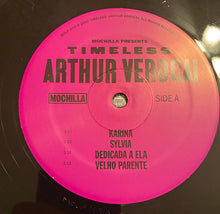 MOCHILLA PRESENTS
TIMELESS
ARTHUR VEROCAI
MOCHILLA
SIDE A
KARINA
SYLVIA
DEDICADA A ELA
VELHO PARENTE